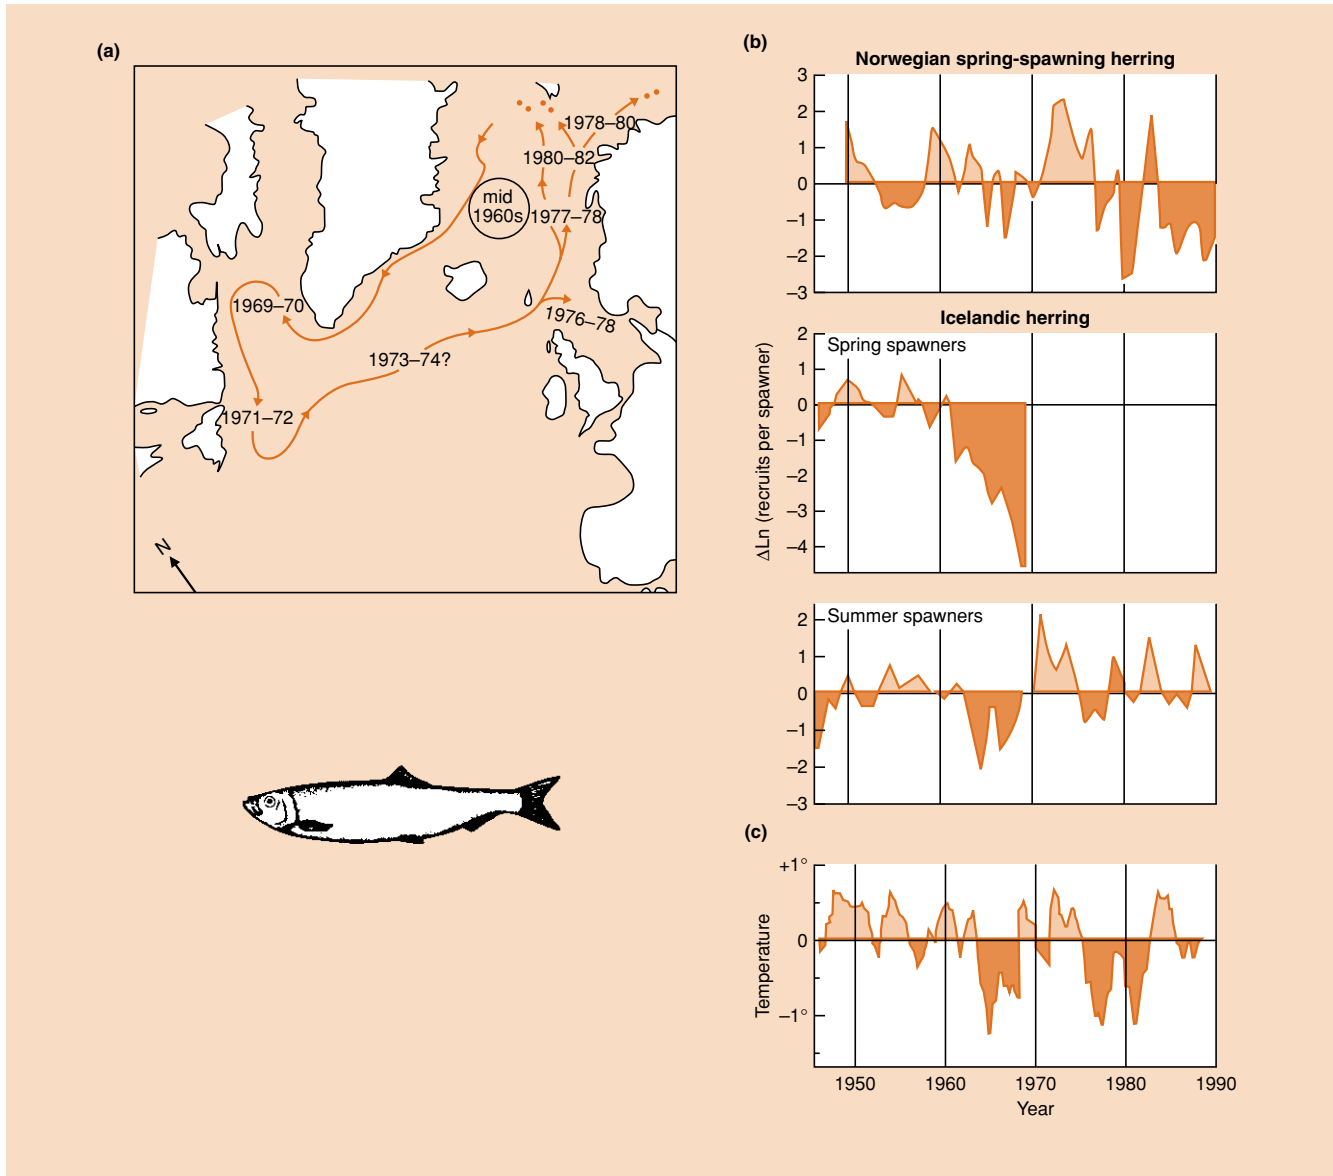 (a)
1978–80
1980–82
mid
1960s
1977–78
1969–70
1976–78
1973–74?
1971–72
N
(b)
Norwegian spring-spawning herring
3
2
1
0
–1
–2
–3
Icelandic herring
Spring spawners
2
1
0
–1
–2
–3
–4
ΔLn (recruits per spawner)
Summer spawners
2
1
0
–1
–2
–3
(c)
+1°
0
–1°
Temperature
1950 1960 1970 1980 1990
Year